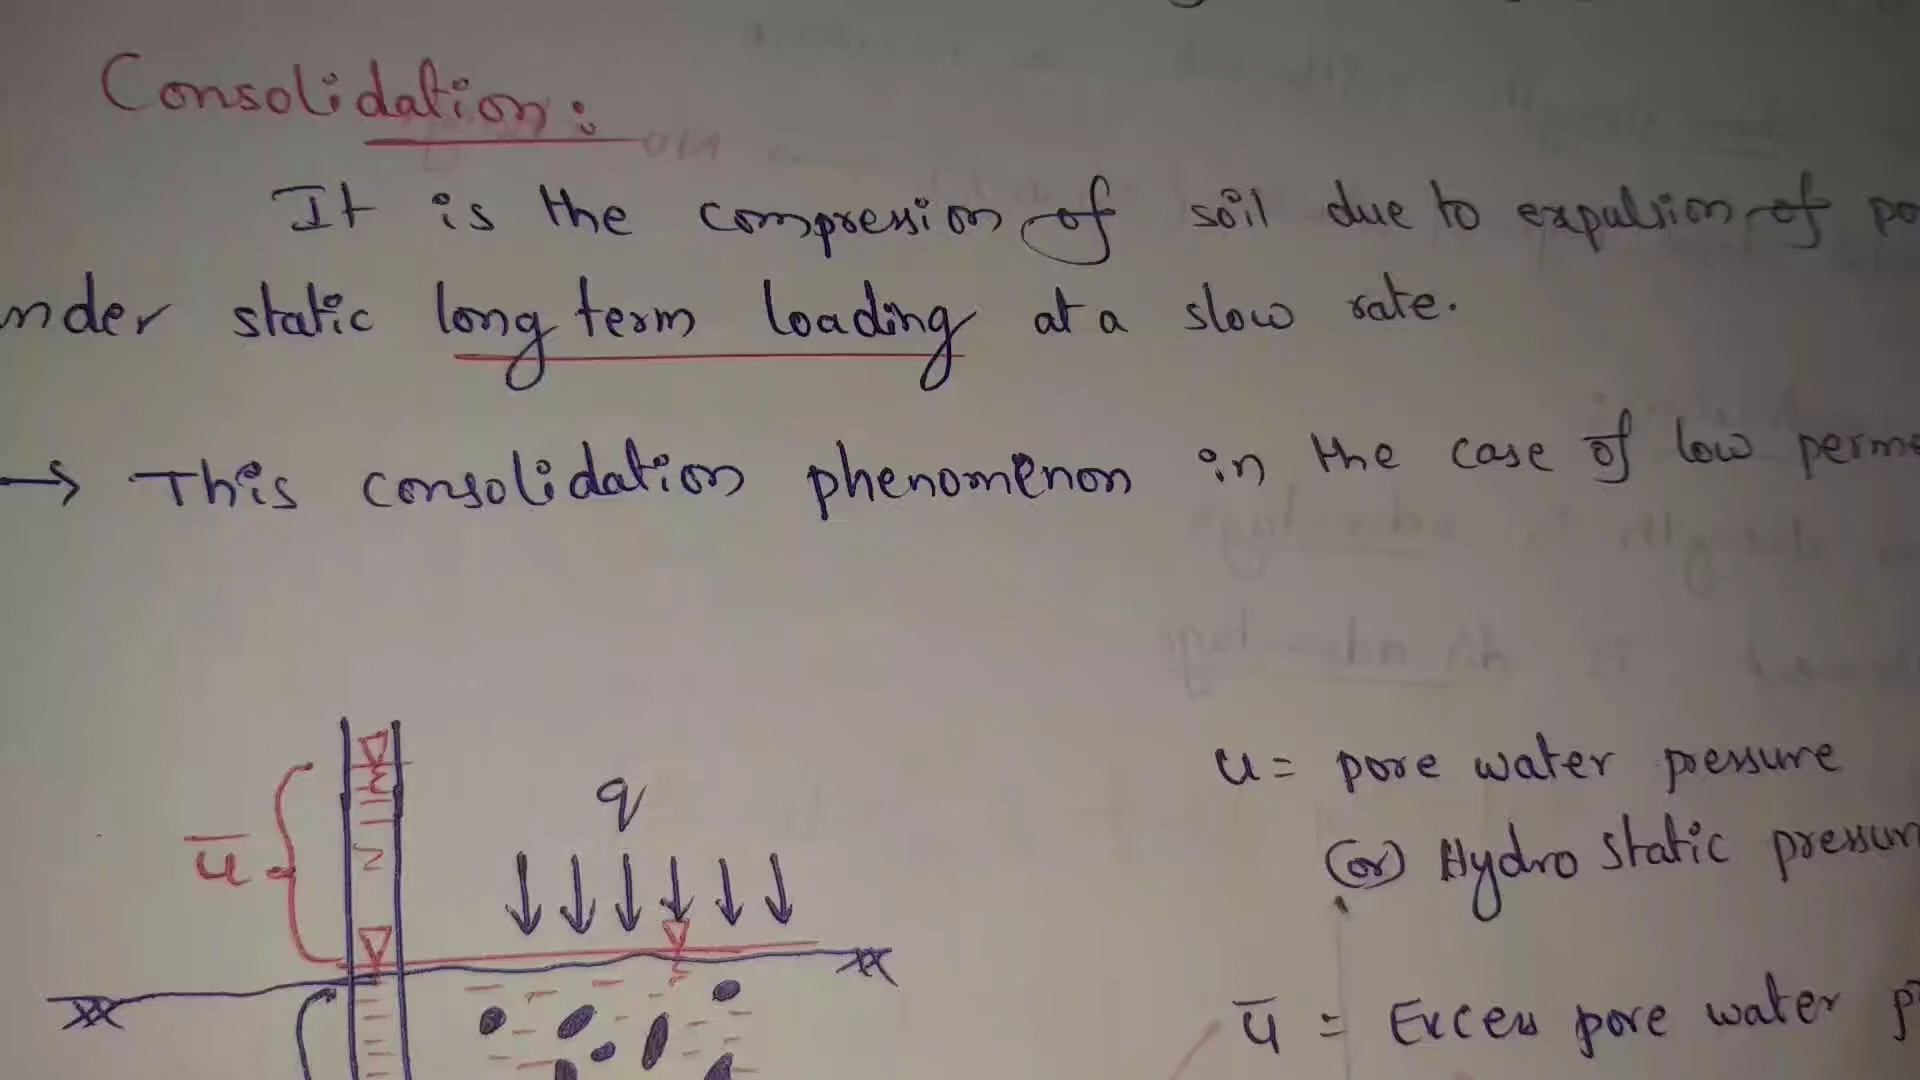 Consolidation:
It is the compression of soil due to expulsion of po
nder static long term loading at a slow rate.
→ This consolidation phenomenon in the case of low perme
q
u = pore water pressure
ū
(or) Hydro static pressur
ū = Excess pore water p